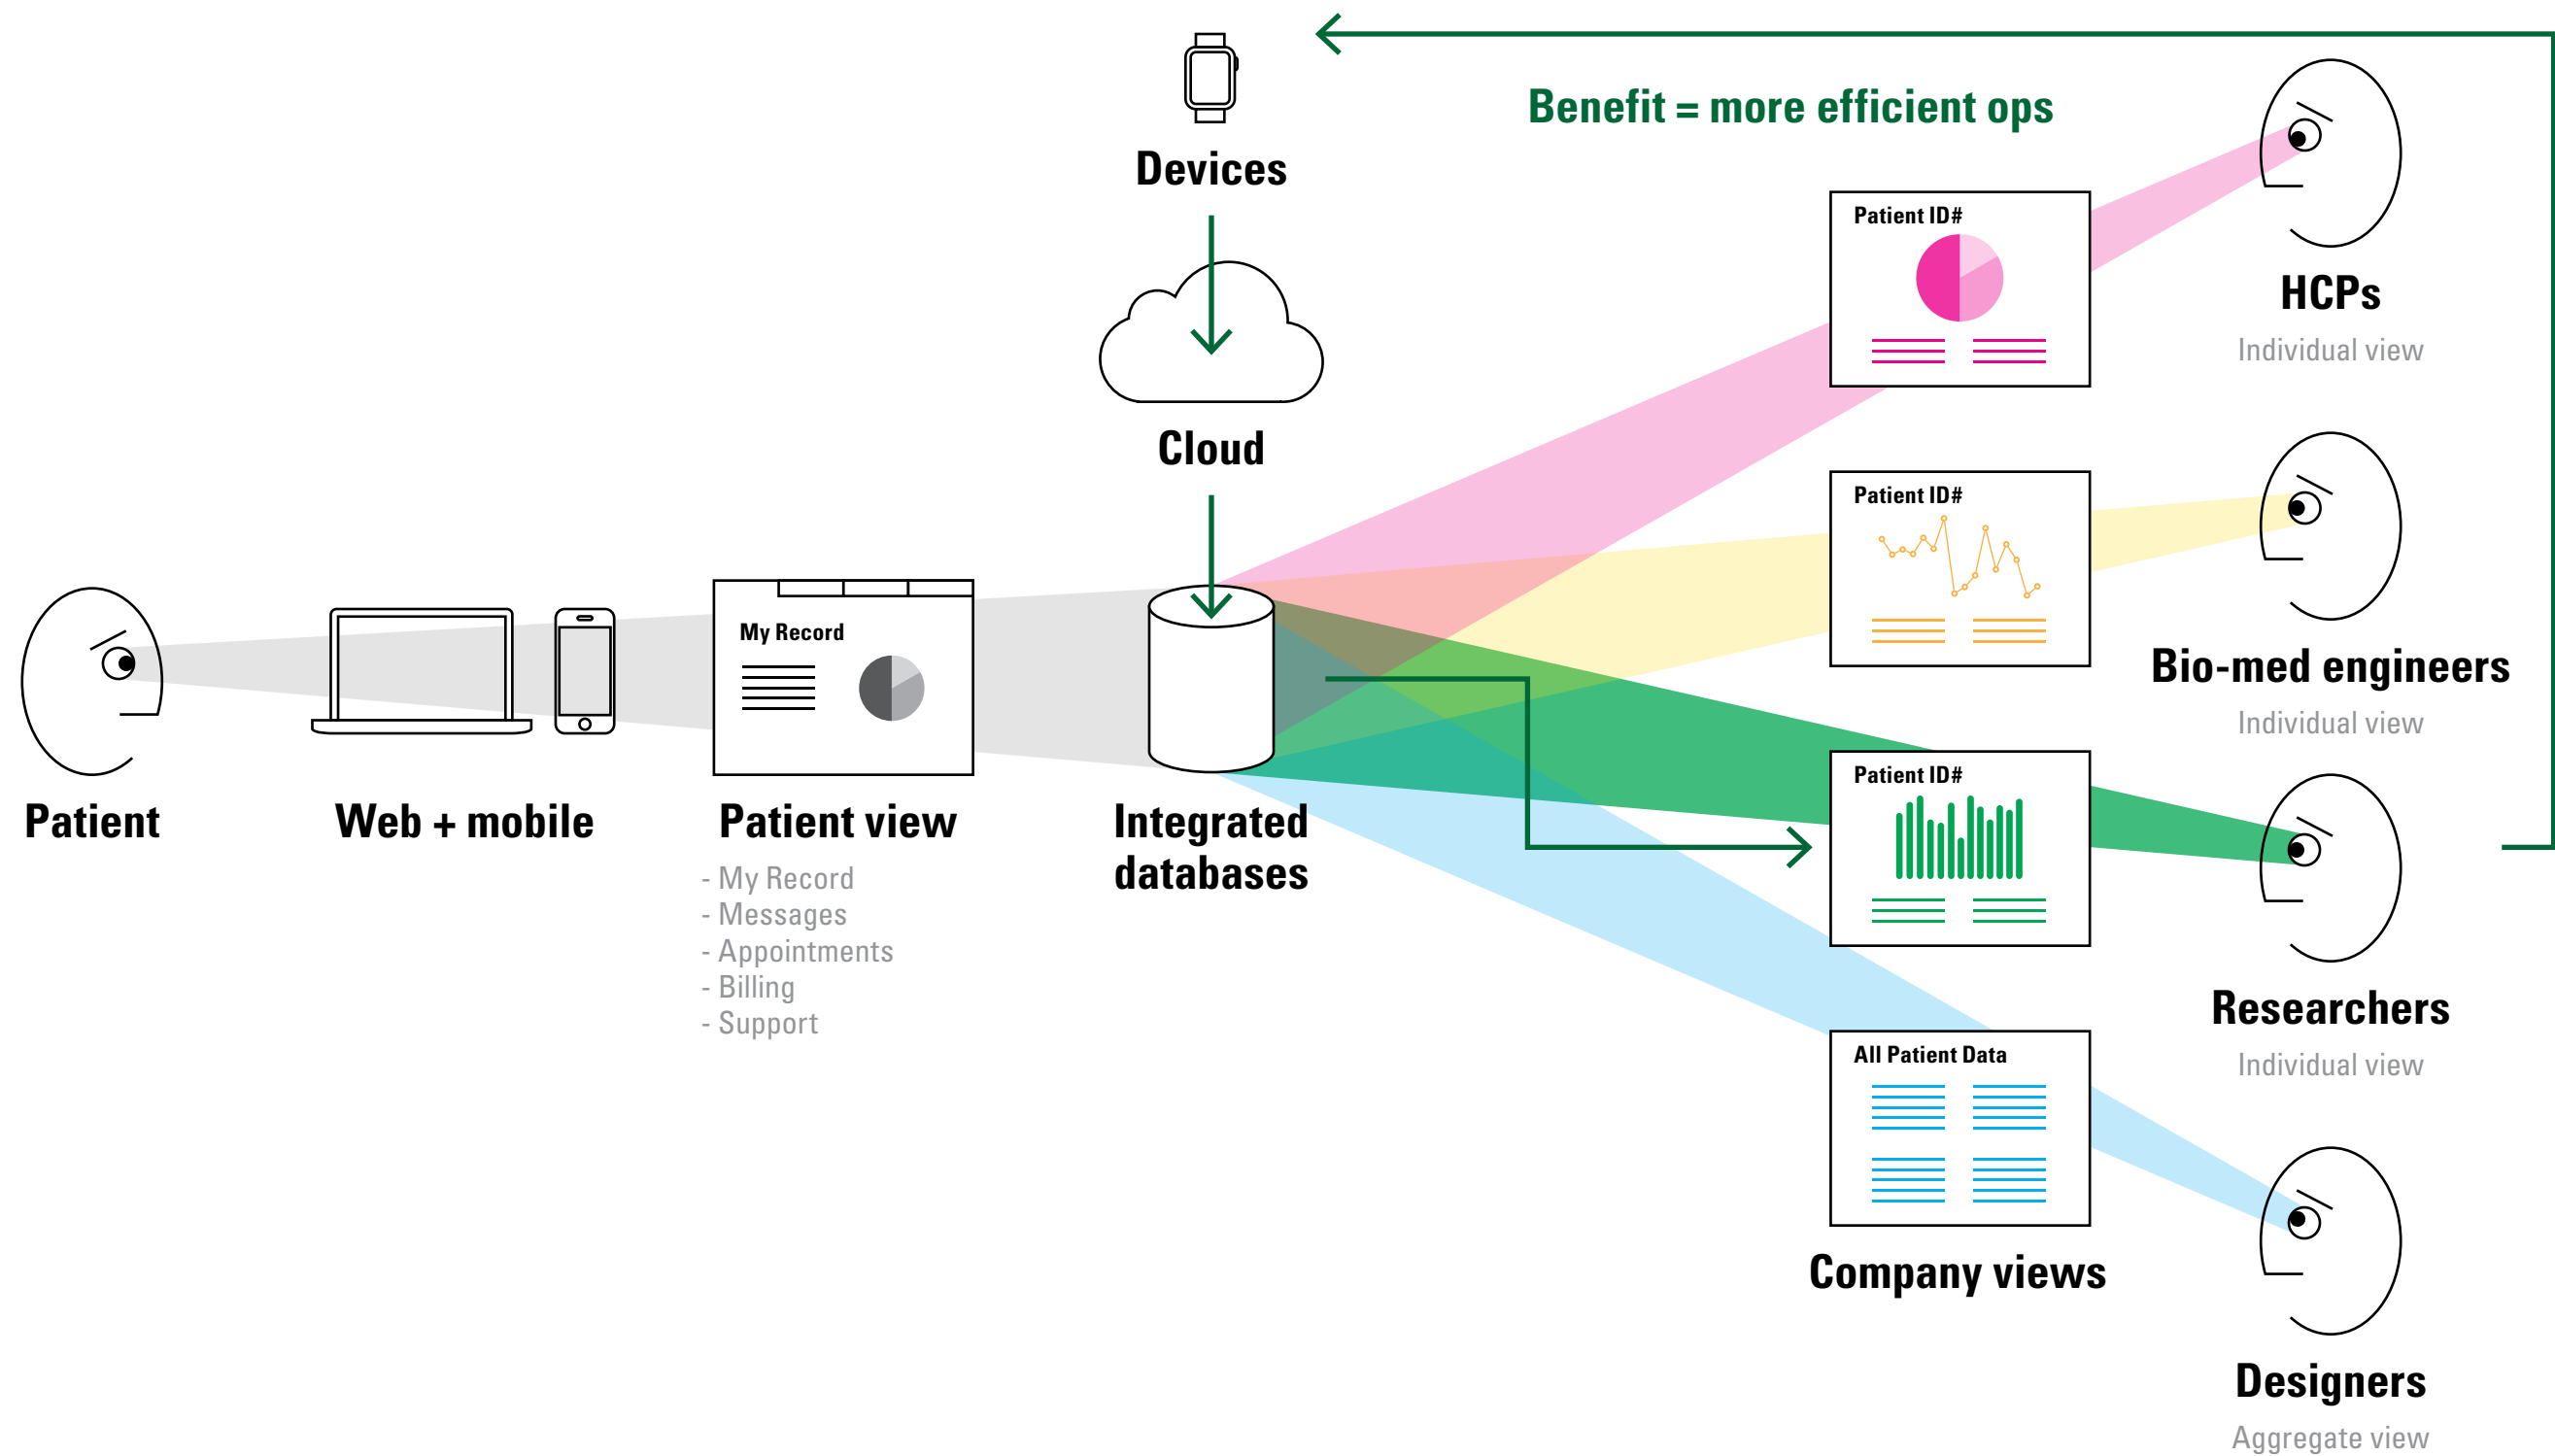 Devices
Benefit = more efficient ops
Patient ID#
HCPs
Individual view
Cloud
Patient ID#
Bio-med engineers
Individual view
My Record
Patient
Web + mobile
Patient view
- My Record
- Messages
- Appointments
- Billing
- Support
Integrated
databases
Patient ID#
Researchers
Individual view
All Patient Data
Company views
Designers
Aggregate view